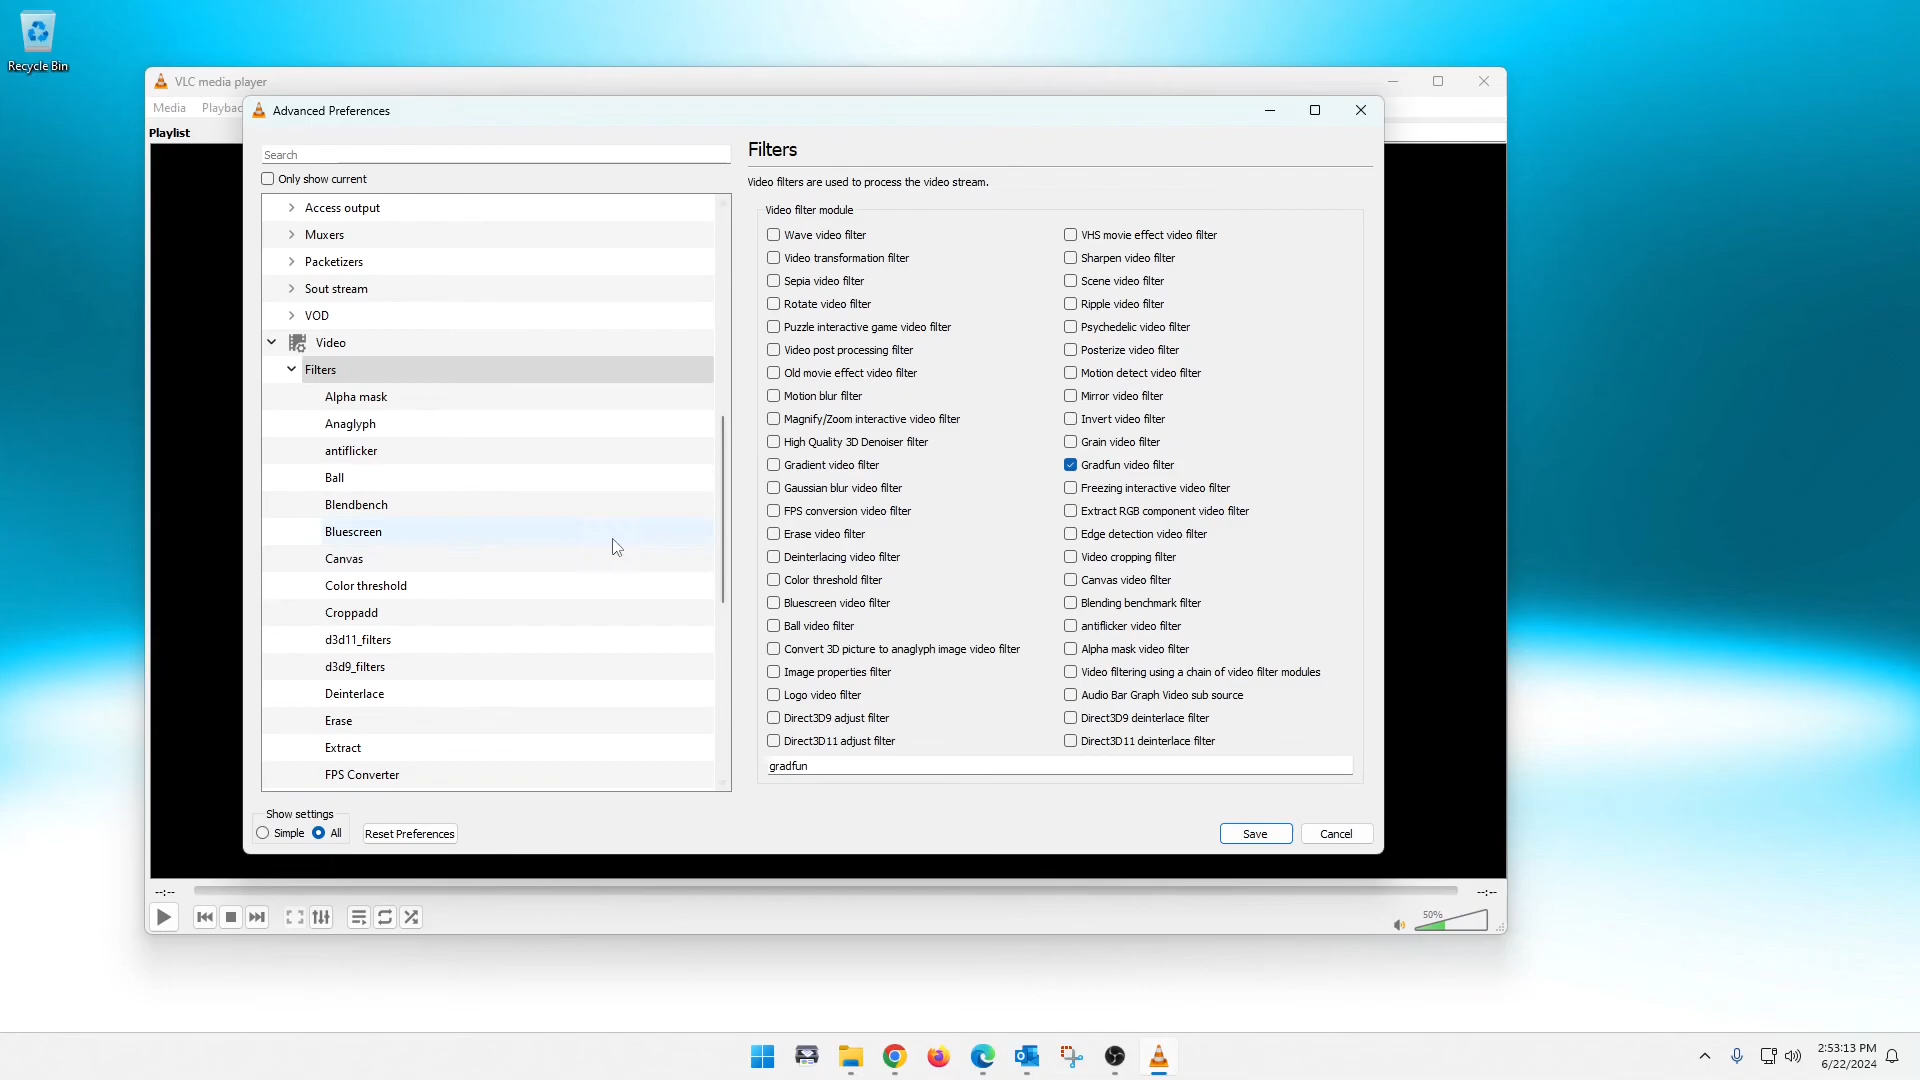 Recycle Bin
VLC media player
Media Playbac
Playlist
Advanced Preferences
Search
Only show current
Access output
Muxers
Packetizers
Sout stream
VOD
Video
Filters
Alpha mask
Anaglyph
antiflicker
Ball
Blendbench
Bluescreen
Canvas
Color threshold
Croppadd
d3d11_filters
d3d9_filters
Deinterlace
Erase
Extract
FPS Converter
Show settings
Simple All
Reset Preferences
Filters
Video filters are used to process the video stream.
Video filter module
Wave video filter VHS movie effect video filter
Video transformation filter Sharpen video filter
Sepia video filter Scene video filter
Rotate video filter Ripple video filter
Puzzle interactive game video filter Psychedelic video filter
Video post processing filter Posterize video filter
Old movie effect video filter Motion detect video filter
Motion blur filter Mirror video filter
Magnify/Zoom interactive video filter Invert video filter
High Quality 3D Denoiser filter Grain video filter
Gradient video filter Gradfun video filter
Gaussian blur video filter Freezing interactive video filter
FPS conversion video filter Extract RGB component video filter
Erase video filter Edge detection video filter
Deinterlacing video filter Video cropping filter
Color threshold filter Canvas video filter
Bluescreen video filter Blending benchmark filter
Ball video filter antiflicker video filter
Convert 3D picture to anaglyph image video filter Alpha mask video filter
Image properties filter Video filtering using a chain of video filter modules
Logo video filter Audio Bar Graph Video sub source
Direct3D9 adjust filter Direct3D9 deinterlace filter
Direct3D11 adjust filter Direct3D11 deinterlace filter
gradfun
Save Cancel
--:-- --:--
50%
2:53:13 PM
6/22/2024